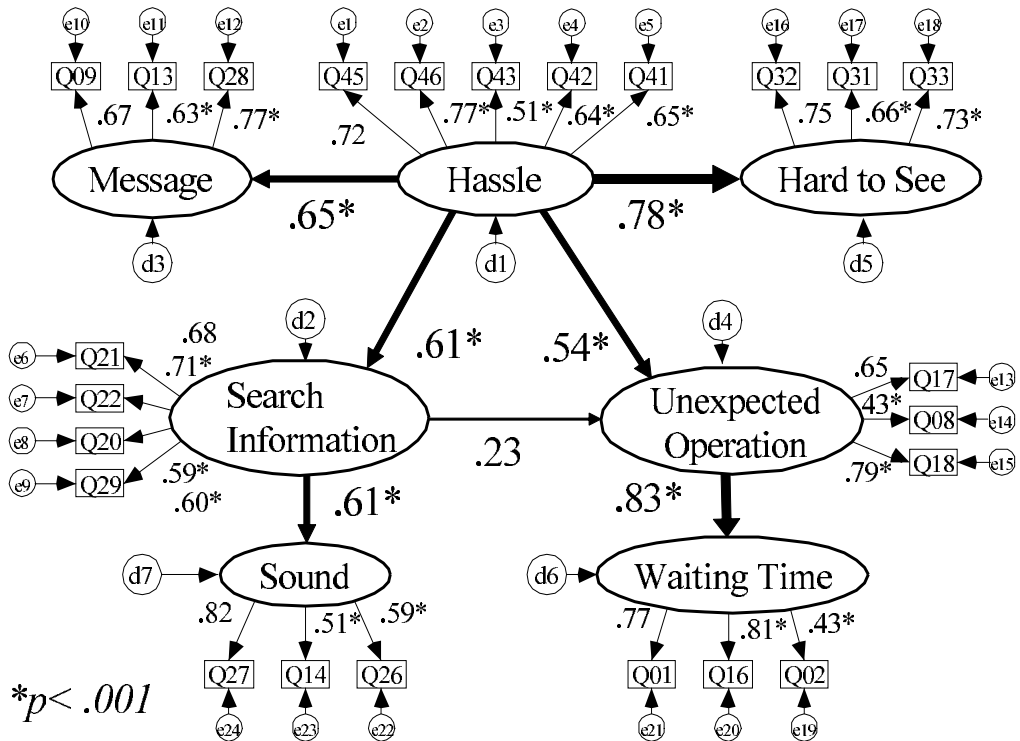 e10 e11 e12 e1 e2 e3 e4 e5 e16 e17 e18
Q09 Q13 Q28 Q45 Q46 Q43 Q42 Q41 Q32 Q31 Q33
.67 .63* .77* .72 .77* .51* .64* .65* .75 .66* .73*
Message Hassle Hard to See
.65* .78*
d3 d1 d5
d2 d4
.68 .61* .54*
e6 Q21 .71* .65 Q17 e13
e7 Q22 Search Unexpected .43* Q08 e14
e8 Q20 Information Operation
.23
e9 Q29 .59* .79* Q18 e15
.60* .61* .83*
d7 Sound d6 Waiting Time
.82 .51* .59* .77 .81* .43*
Q27 Q14 Q26 Q01 Q16 Q02
*p< .001
e24 e23 e22 e21 e20 e19